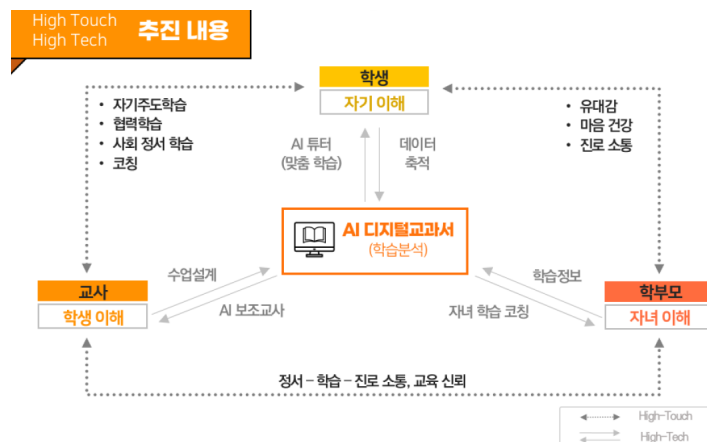 High Touch
High Tech
추진 내용
학생
자기 이해
• 자기주도학습
• 협력학습
• 사회 정서 학습
• 코칭
• 유대감
• 마음 건강
• 진로 소통
AI 튜터
(맞춤 학습)
데이터
축적
AI 디지털교과서
(학습분석)
수업설계
AI 보조교사
학습정보
자녀 학습 코칭
교사
학생 이해
학부모
자녀 이해
정서 – 학습 – 진로 소통, 교육 신뢰
High-Touch
High-Tech